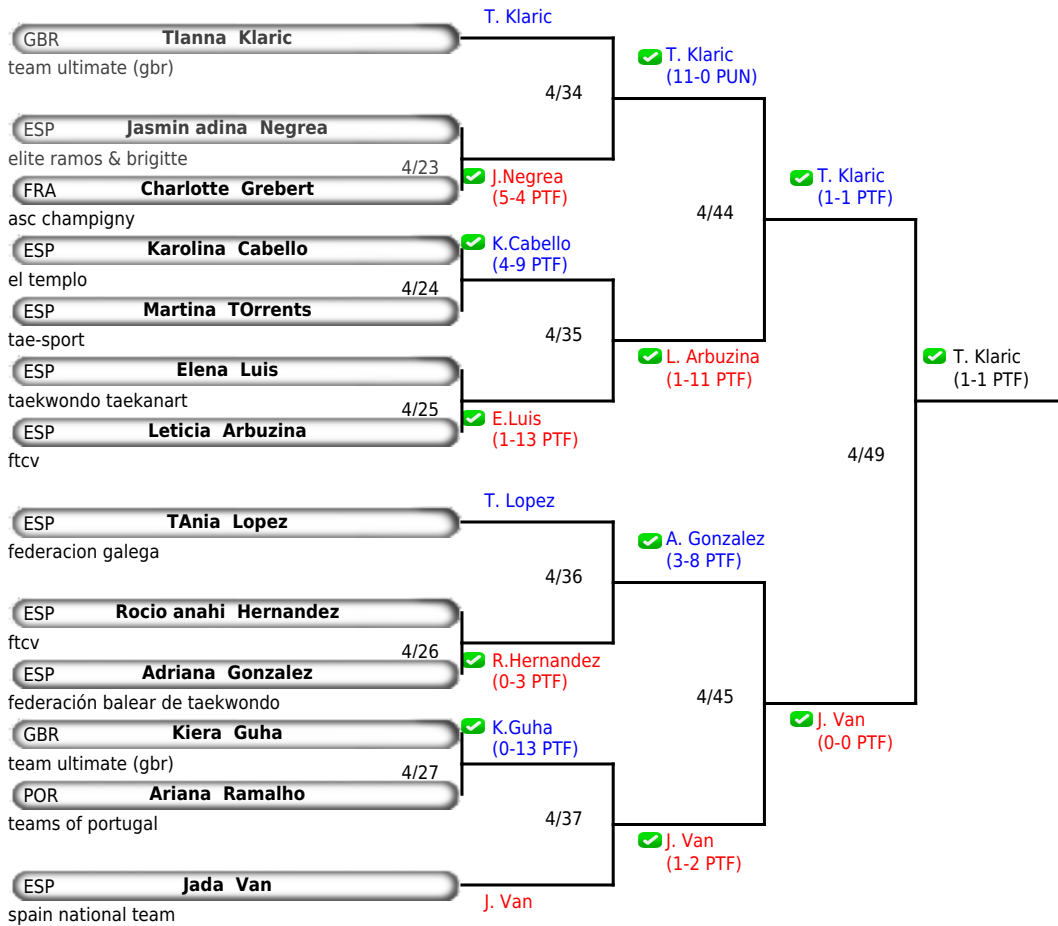 T. Klaric
GBR Tlanna Klaric
team ultimate (gbr)
T. Klaric
(11-0 PUN)
4/34
ESP Jasmin adina Negrea
elite ramos & brigitte
4/23
FRA Charlotte Grebert
asc champigny
J.Negrea
(5-4 PTF)
T. Klaric
(1-1 PTF)
4/44
ESP Karolina Cabello
el templo
K.Cabello
(4-9 PTF)
4/24
ESP Martina TOrrents
tae-sport
4/35
L. Arbuzina
(1-11 PTF)
T. Klaric
(1-1 PTF)
ESP Elena Luis
taekwondo taekanart
4/25
ESP Leticia Arbuzina
ftcv
E.Luis
(1-13 PTF)
4/49
T. Lopez
ESP TAnia Lopez
federacion galega
A. Gonzalez
(3-8 PTF)
4/36
ESP Rocio anahi Hernandez
ftcv
4/26
ESP Adriana Gonzalez
federación balear de taekwondo
R.Hernandez
(0-3 PTF)
4/45
J. Van
(0-0 PTF)
GBR Kiera Guha
team ultimate (gbr)
K.Guha
(0-13 PTF)
4/27
POR Ariana Ramalho
teams of portugal
4/37
J. Van
(1-2 PTF)
ESP Jada Van
spain national team
J. Van